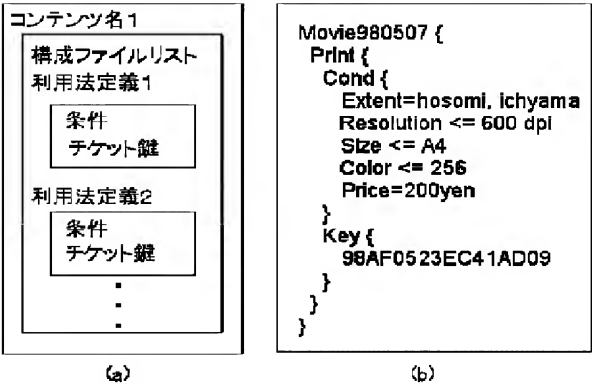 コンテンツ名1
構成ファイルリスト
利用法定義1
条件
チケット鍵
利用法定義2
条件
チケット鍵
(a)
Movie980507 {
Print {
Cond {
Extent=hosomi, ichyama
Resolution <= 600 dpi
Size <= A4
Color <= 256
Price=200yen
}
Key {
98AF0523EC41AD09
}
}
}
(b)